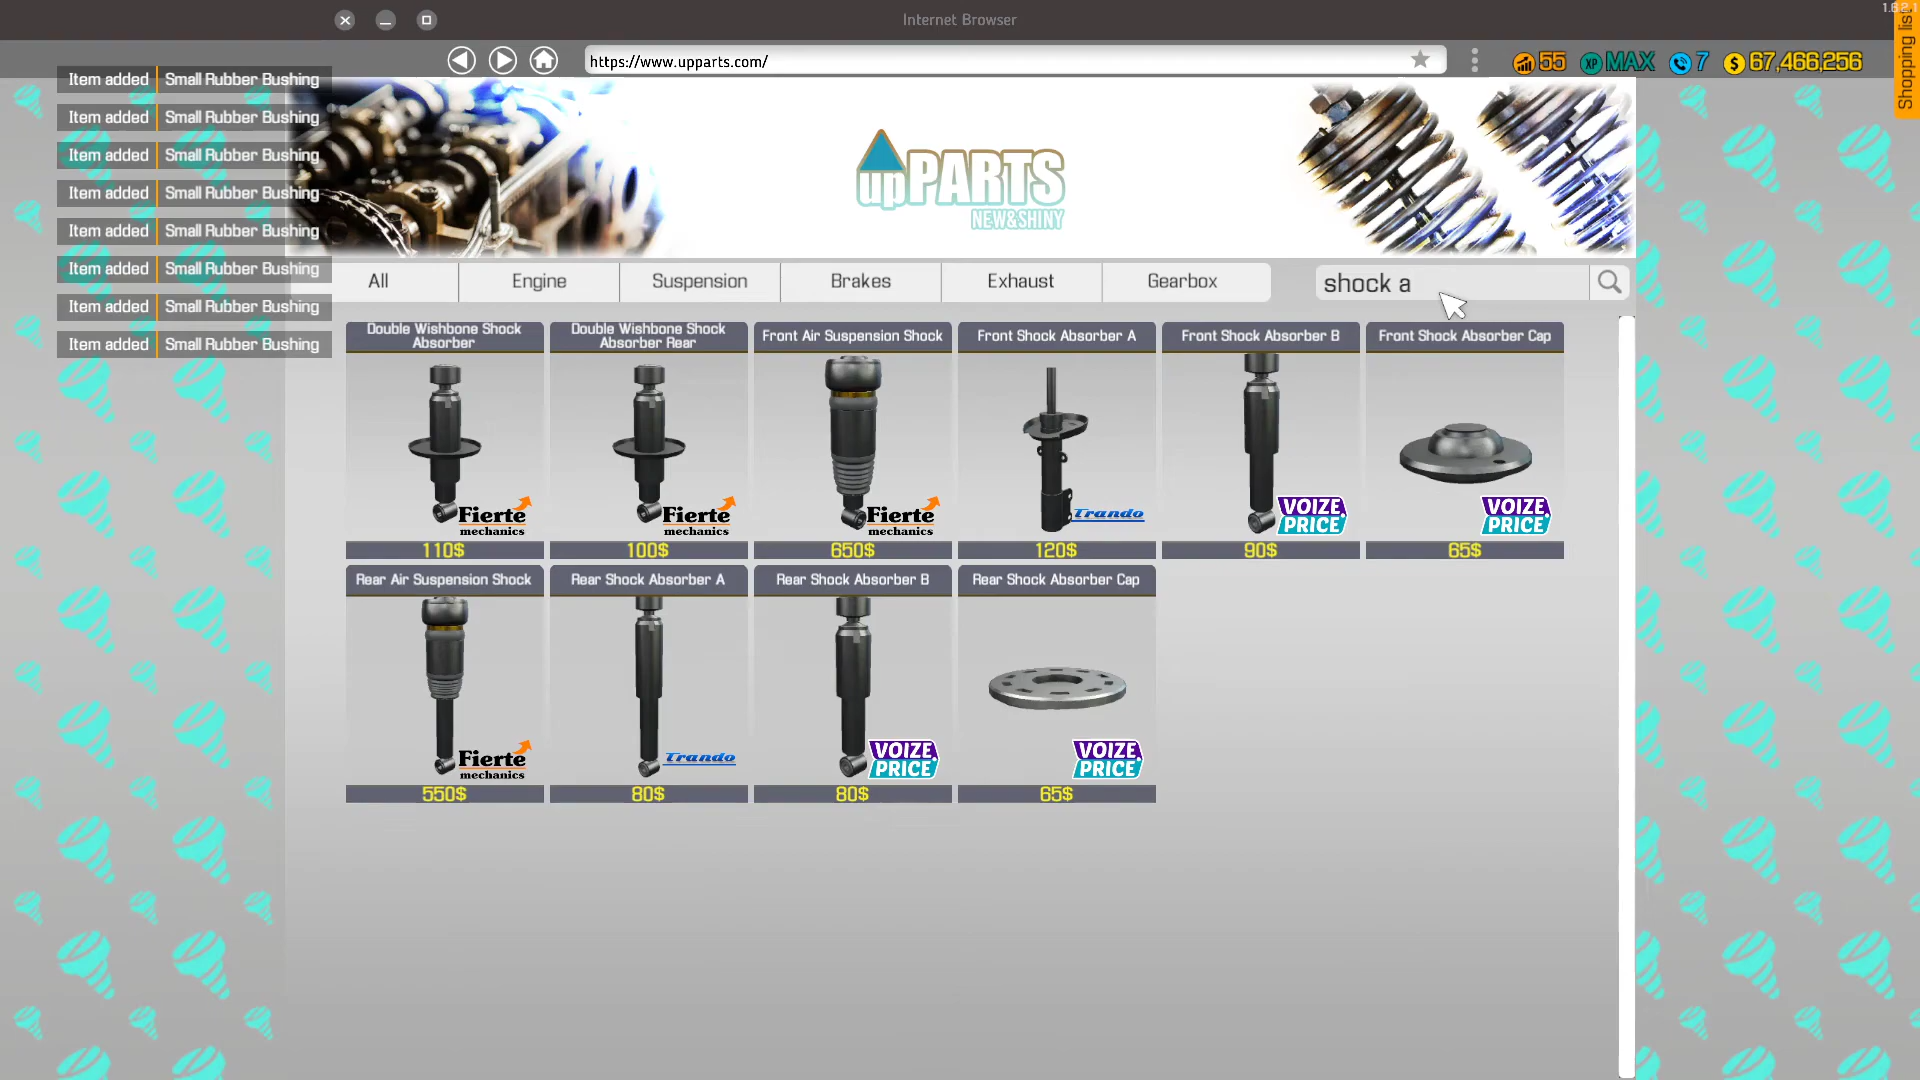 Internet Browser
1.6.2.1
Shopping list
https://www.upparts.com/
55
XP MAX
7
$ 67,466,256
Item added Small Rubber Bushing
Item added Small Rubber Bushing
Item added Small Rubber Bushing
Item added Small Rubber Bushing
Item added Small Rubber Bushing
Item added Small Rubber Bushing
Item added Small Rubber Bushing
Item added Small Rubber Bushing
upPARTS
NEW&SHINY
All
Engine
Suspension
Brakes
Exhaust
Gearbox
shock a
Double Wishbone Shock
Absorber
Fierte
mechanics
110$
Double Wishbone Shock
Absorber Rear
Fierte
mechanics
100$
Front Air Suspension Shock
Fierte
mechanics
650$
Front Shock Absorber A
Trando
120$
Front Shock Absorber B
VOIZE
PRICE
90$
Front Shock Absorber Cap
VOIZE
PRICE
65$
Rear Air Suspension Shock
Fierte
mechanics
550$
Rear Shock Absorber A
Trando
80$
Rear Shock Absorber B
VOIZE
PRICE
80$
Rear Shock Absorber Cap
VOIZE
PRICE
65$